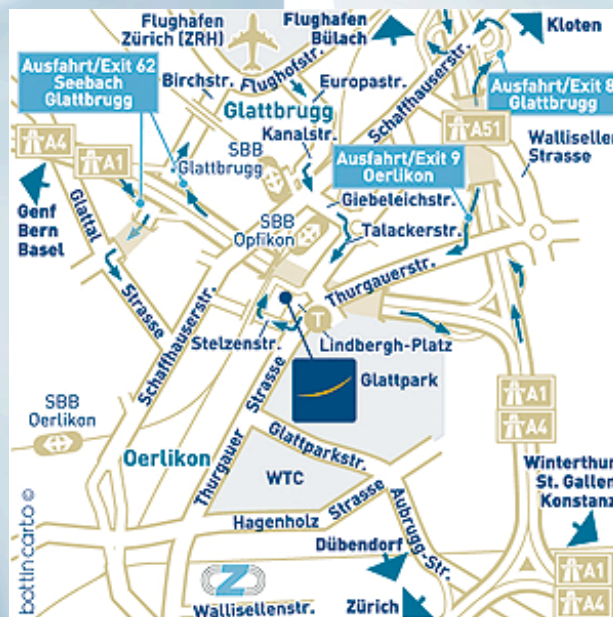 Flughafen
Zürich (ZRH)
Flughafen
Bülach
Kloten
Ausfahrt/Exit 62
Seebach
Glattbrugg
Birchstr.
Flughofstr.
Europastr.
Schaffhauserstr.
Ausfahrt/Exit 8
Glattbrugg
Glattbrugg
Kanalstr.
A4
A1
A51
SBB
Glattbrugg
Ausfahrt/Exit 9
Oerlikon
Walliseller
Strasse
Genf
Bern
Basel
Glattal
Strasse
Giebeleichstr.
SBB
Opfikon
Talackerstr.
Thurgauerstr.
Schaffhauserstr.
Stelzenstr.
T
Lindbergh-Platz
Glattpark
A1
A4
SBB
Oerlikon
Oerlikon
Thurgauer
Strasse
Glattparkstr.
WTC
Hagenholz
Strasse
Aubrugg-Str.
Winterthur
St. Gallen
Konstanz
Dübendorf
A1
A4
Z
Wallisellenstr.
Zürich
bottincarto ©